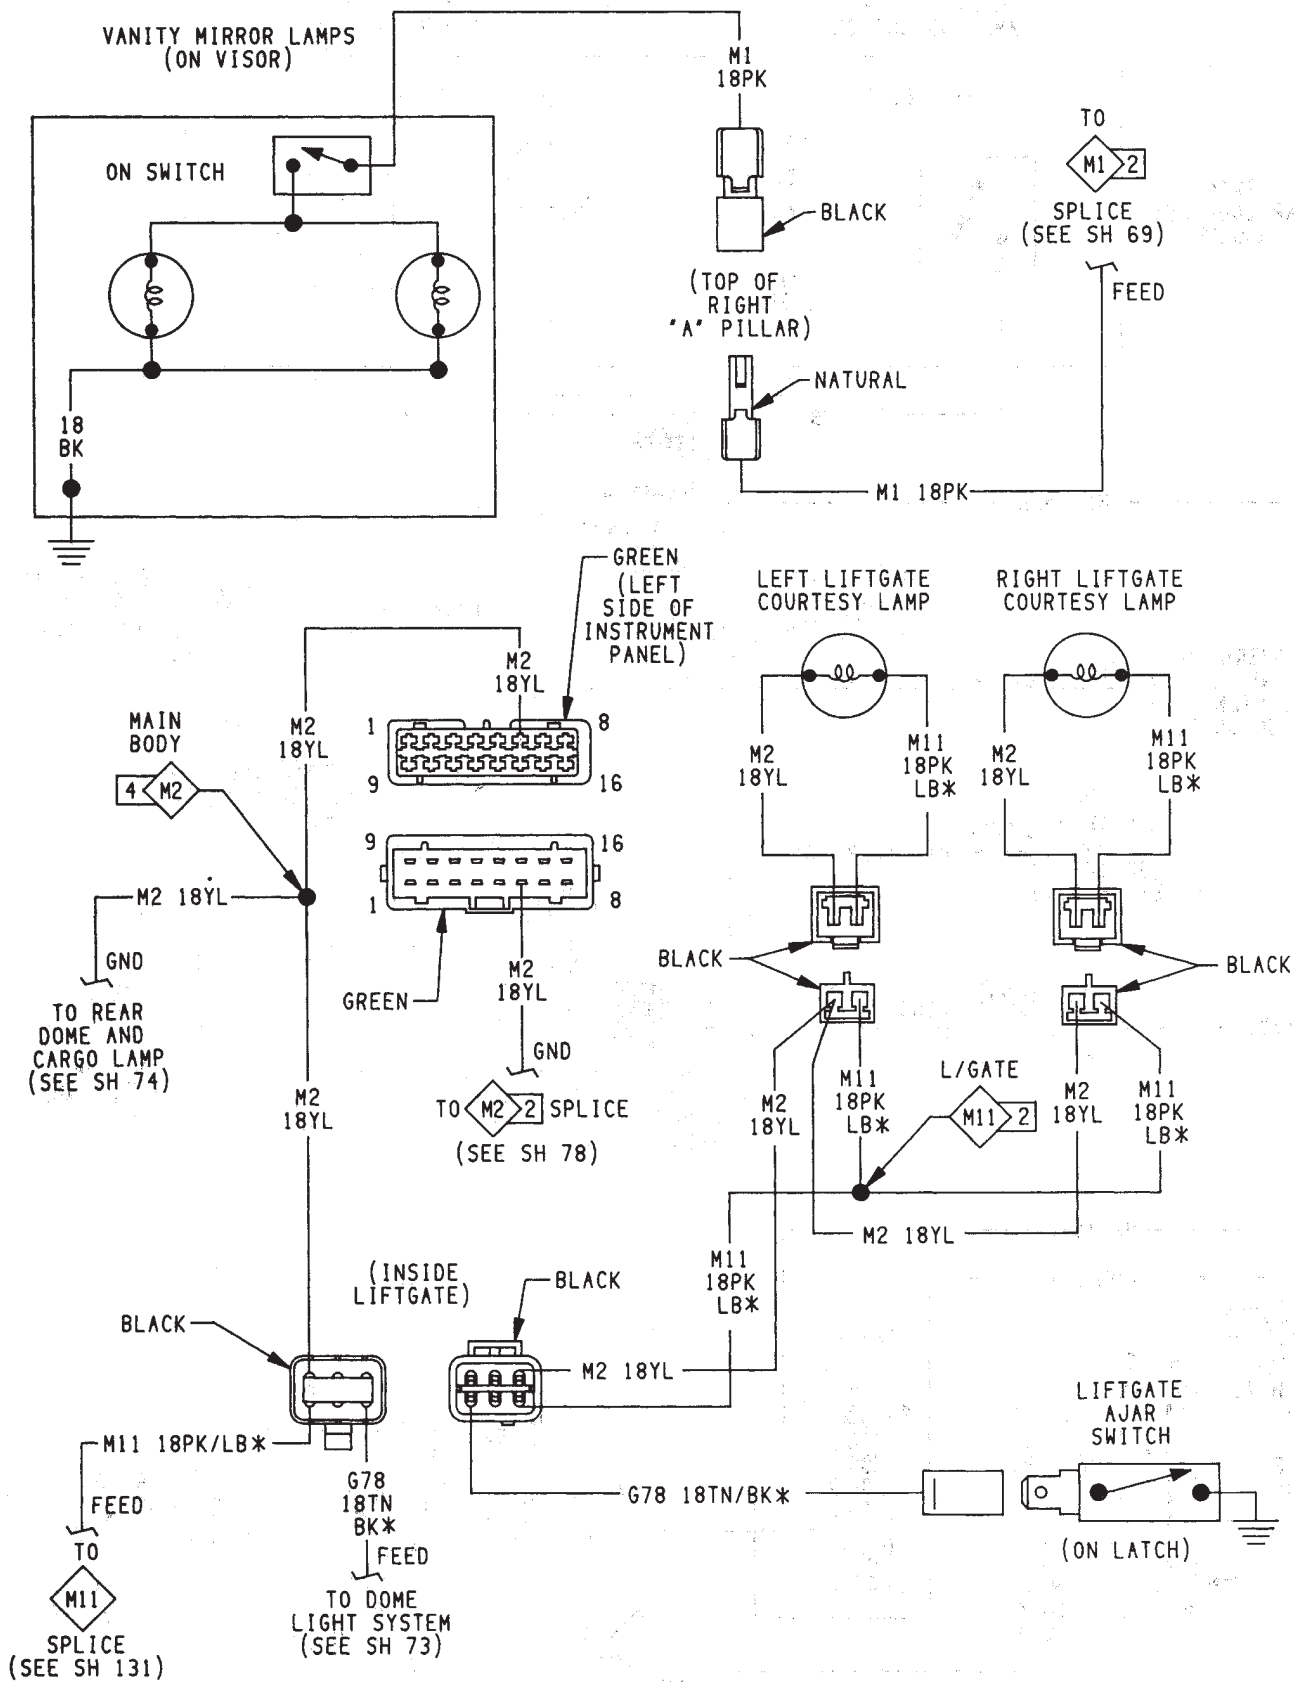 VANITY MIRROR LAMPS
(ON VISOR)
M1
18PK
ON SWITCH
TO
M1 2
SPLICE
(SEE SH 69)
FEED
BLACK
(TOP OF
RIGHT
"A" PILLAR)
NATURAL
M1 18PK
18
BK
GREEN
(LEFT
SIDE OF
INSTRUMENT
PANEL)
M2
18YL
M2
18YL
1
8
9
16
MAIN
BODY
4 M2
9
16
1
8
M2 18YL
GND
TO REAR
DOME AND
CARGO LAMP
(SEE SH 74)
GREEN
M2
18YL
GND
TO M2 2 SPLICE
(SEE SH 78)
M2
18YL
LEFT LIFTGATE
COURTESY LAMP
RIGHT LIFTGATE
COURTESY LAMP
M2
18YL
M11
18PK
LB*
M2
18YL
M11
18PK
LB*
BLACK
BLACK
M2
18YL
M11
18PK
LB*
L/GATE
M11 2
M2
18YL
M11
18PK
LB*
M2 18YL
M11
18PK
LB*
(INSIDE
LIFTGATE)
BLACK
BLACK
M2 18YL
M11 18PK/LB*
FEED
TO
M11
SPLICE
(SEE SH 131)
G78
18TN
BK*
FEED
TO DOME
LIGHT SYSTEM
(SEE SH 73)
G78 18TN/BK*
LIFTGATE
AJAR
SWITCH
(ON LATCH)